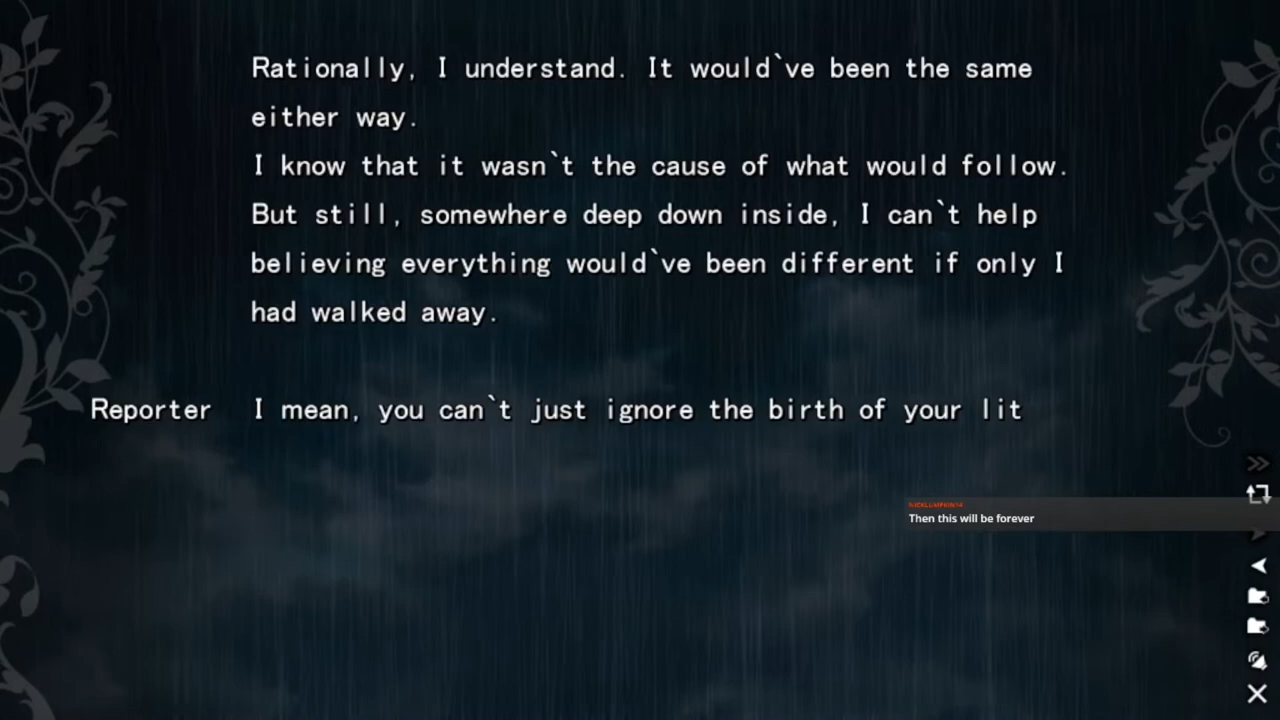 Rationally, I understand. It would`ve been the same
either way.
I know that it wasn`t the cause of what would follow.
But still, somewhere deep down inside, I can`t help
believing everything would`ve been different if only I
had walked away.
Reporter I mean, you can`t just ignore the birth of your lit
Then this will be forever